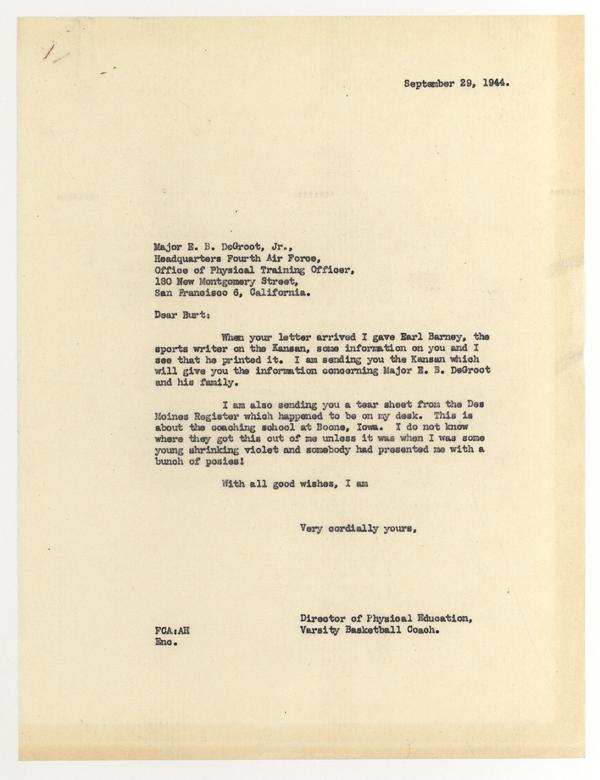 September 29, 1944.
Major E. B. DeGroot, Jr.,
Headquarters Fourth Air Force,
Office of Physical Training Officer,
180 New Montgomery Street,
San Francisco 6, California.
Dear Burt:
When your letter arrived I gave Earl Barney, the
sports writer on the Kansan, some information on you and I
see that he printed it. I am sending you the Kansan which
will give you the information concerning Major E. B. DeGroot
and his family.
I am also sending you a tear sheet from the Des
Moines Register which happened to be on my desk. This is
about the coaching school at Boone, Iowa. I do not know
where they got this out of me unless it was when I was some
young shrinking violet and somebody had presented me with a
bunch of posies!
With all good wishes, I am
Very cordially yours,
Director of Physical Education,
FCA:AH Varsity Basketball Coach.
Enc.